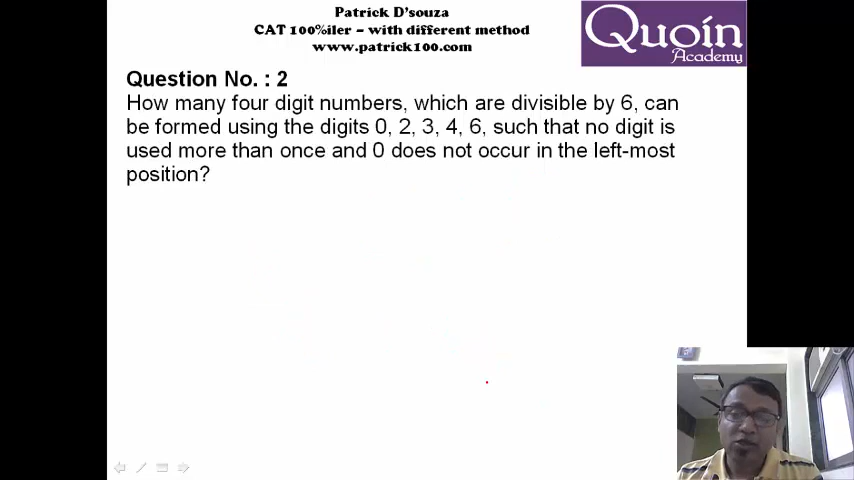 Patrick D'souza
CAT 100%iler – with different method
www.patrick100.com
Quoin
Academy
Question No. : 2
How many four digit numbers, which are divisible by 6, can
be formed using the digits 0, 2, 3, 4, 6, such that no digit is
used more than once and 0 does not occur in the left-most
position?